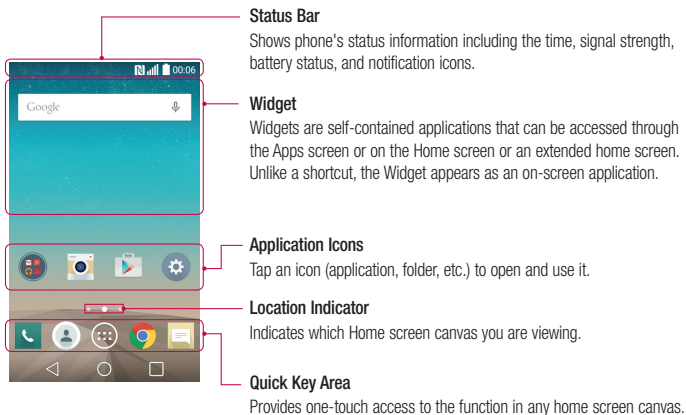 Status Bar
Shows phone's status information including the time, signal strength,
battery status, and notification icons.
00:06
Google
Widget
Widgets are self-contained applications that can be accessed through
the Apps screen or on the Home screen or an extended home screen.
Unlike a shortcut, the Widget appears as an on-screen application.
Application Icons
Tap an icon (application, folder, etc.) to open and use it.
Location Indicator
Indicates which Home screen canvas you are viewing.
Quick Key Area
Provides one-touch access to the function in any home screen canvas.